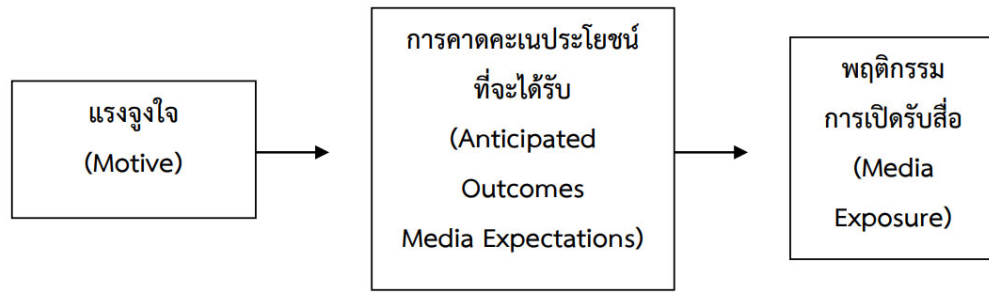 แรงจูงใจ
(Motive)
การคาดคะเนประโยชน์
ที่จะได้รับ
(Anticipated
Outcomes
Media Expectations)
พฤติกรรม
การเปิดรับสื่อ
(Media
Exposure)